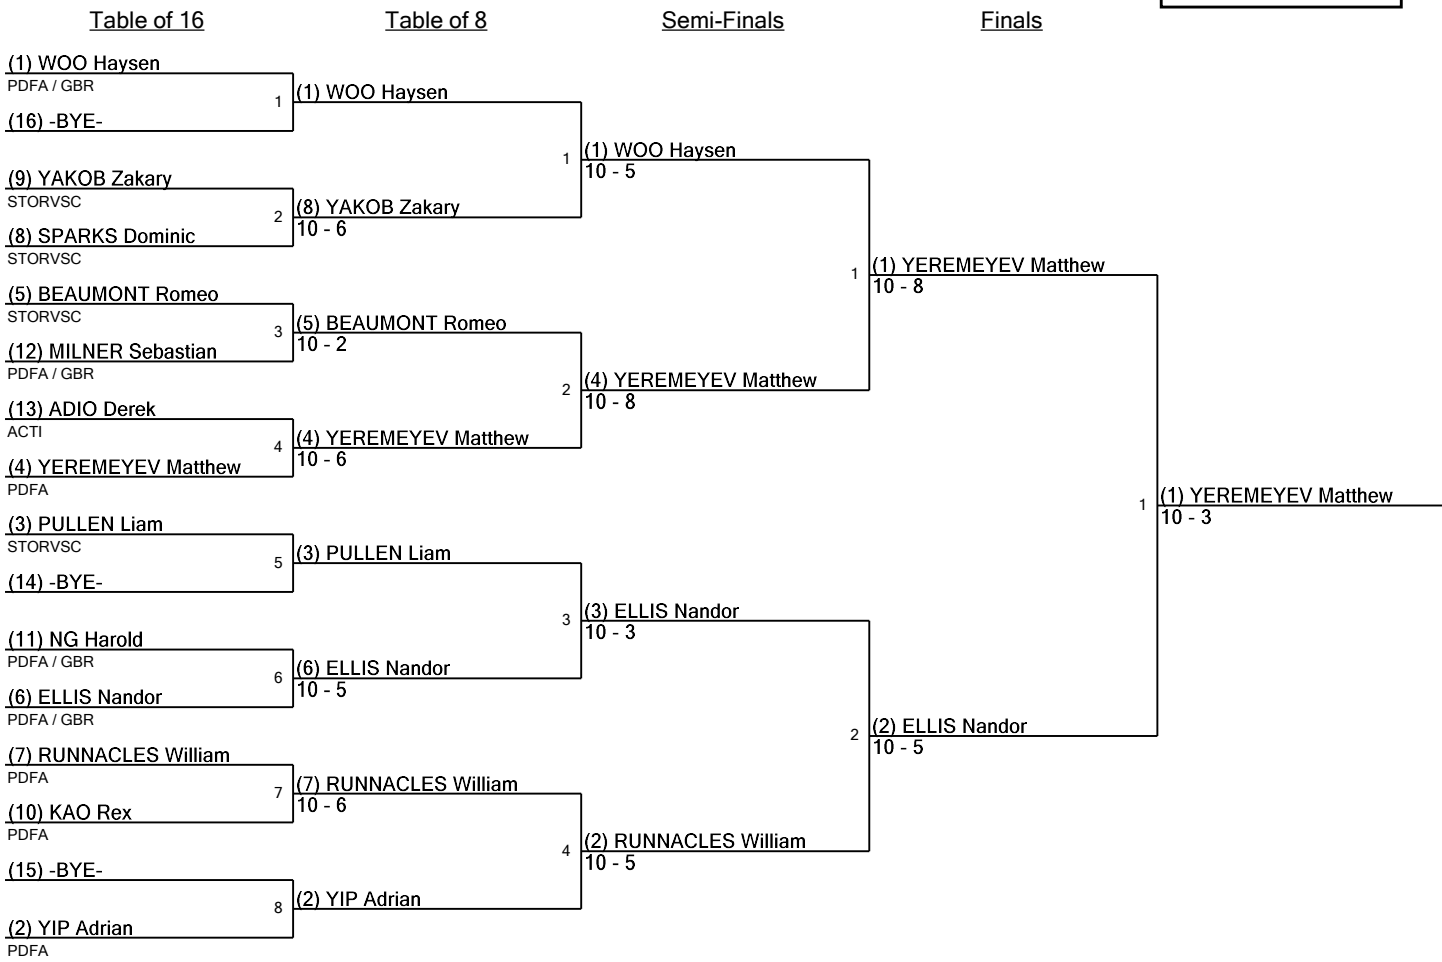 Table of 16
Table of 8
Semi-Finals
Finals
(1) WOO Haysen
PDFA / GBR
1
(16) -BYE-
(9) YAKOB Zakary
STORVSC
2
(8) SPARKS Dominic
STORVSC
(5) BEAUMONT Romeo
STORVSC
3
(12) MILNER Sebastian
PDFA / GBR
(13) ADIO Derek
ACTI
4
(4) YEREMEYEV Matthew
PDFA
(3) PULLEN Liam
STORVSC
5
(14) -BYE-
(11) NG Harold
PDFA / GBR
6
(6) ELLIS Nandor
PDFA / GBR
(7) RUNNACLES William
PDFA
7
(10) KAO Rex
PDFA
(15) -BYE-
8
(2) YIP Adrian
PDFA
(1) WOO Haysen
1
(8) YAKOB Zakary
10 - 6
(5) BEAUMONT Romeo
10 - 2
2
(4) YEREMEYEV Matthew
10 - 6
(3) PULLEN Liam
3
(6) ELLIS Nandor
10 - 5
(7) RUNNACLES William
10 - 6
4
(2) YIP Adrian
(1) WOO Haysen
10 - 5
1
(4) YEREMEYEV Matthew
10 - 8
(3) ELLIS Nandor
10 - 3
2
(2) RUNNACLES William
10 - 5
(1) YEREMEYEV Matthew
10 - 8
1
(2) ELLIS Nandor
10 - 5
(1) YEREMEYEV Matthew
10 - 3